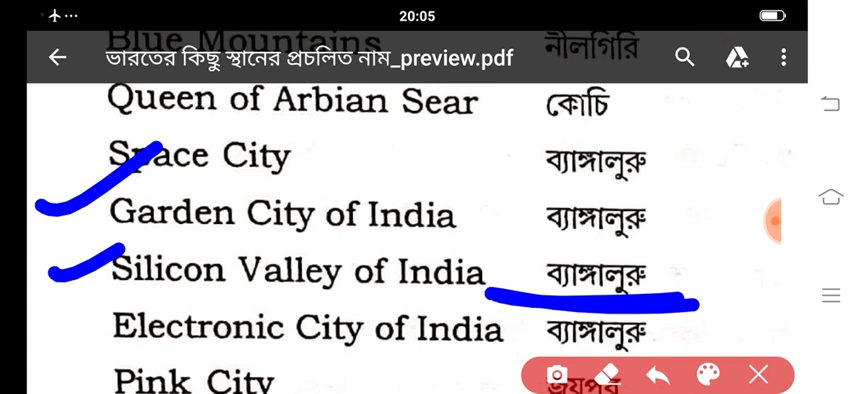 20:05
Blue Mountains নীলগিরি
ভারতের কিছু স্থানের প্রচলিত নাম_preview.pdf
Queen of Arbian Sear কোচি
Space City ব্যাঙ্গালুরু
Garden City of India ব্যাঙ্গালুরু
Silicon Valley of India ব্যাঙ্গালুরু
Electronic City of India ব্যাঙ্গালুরু
Pink City জয়পুর